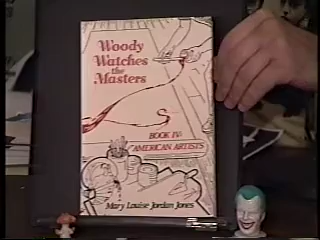 Woody
Watches
the
Masters
BOOK IV:
AMERICAN ARTISTS
Mary Louise Jordan Jones